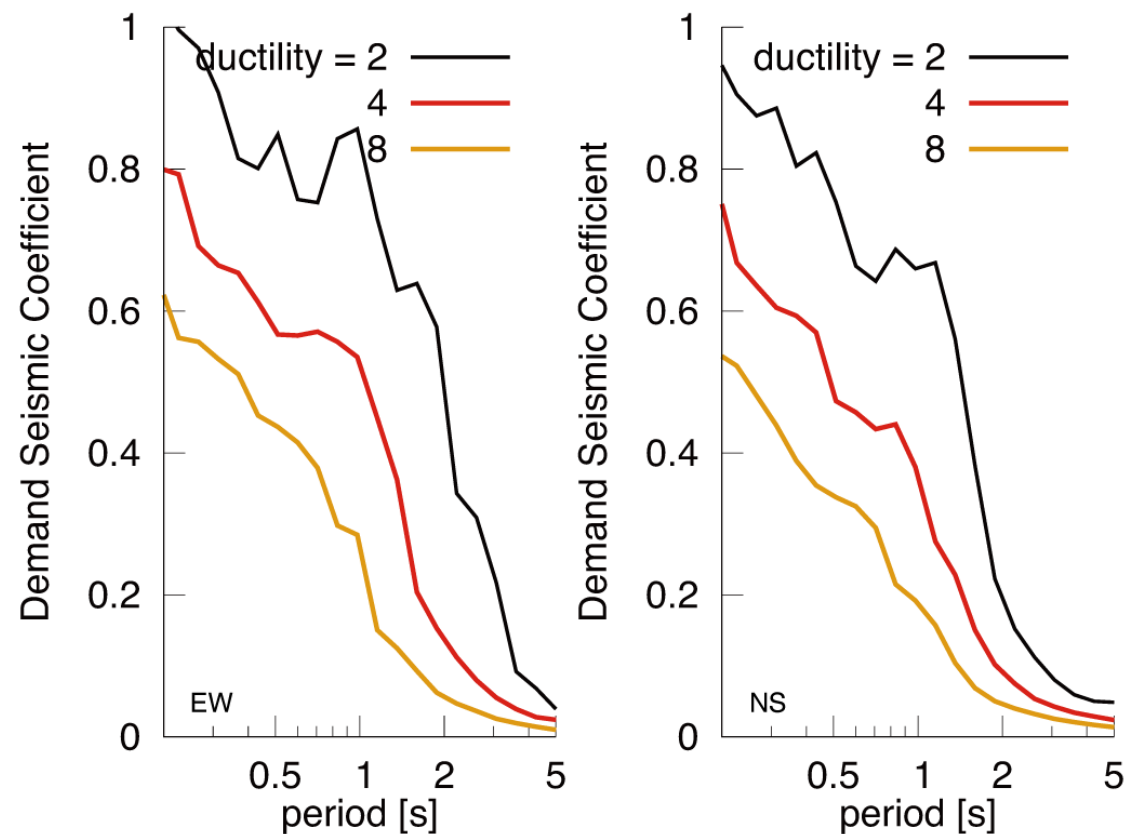 Demand Seismic Coefficient
1
0.8
0.6
0.4
0.2
0
ductility = 2
4
8
EW
0.5 1 2 5
period [s]
Demand Seismic Coefficient
1
0.8
0.6
0.4
0.2
0
ductility = 2
4
8
NS
0.5 1 2 5
period [s]